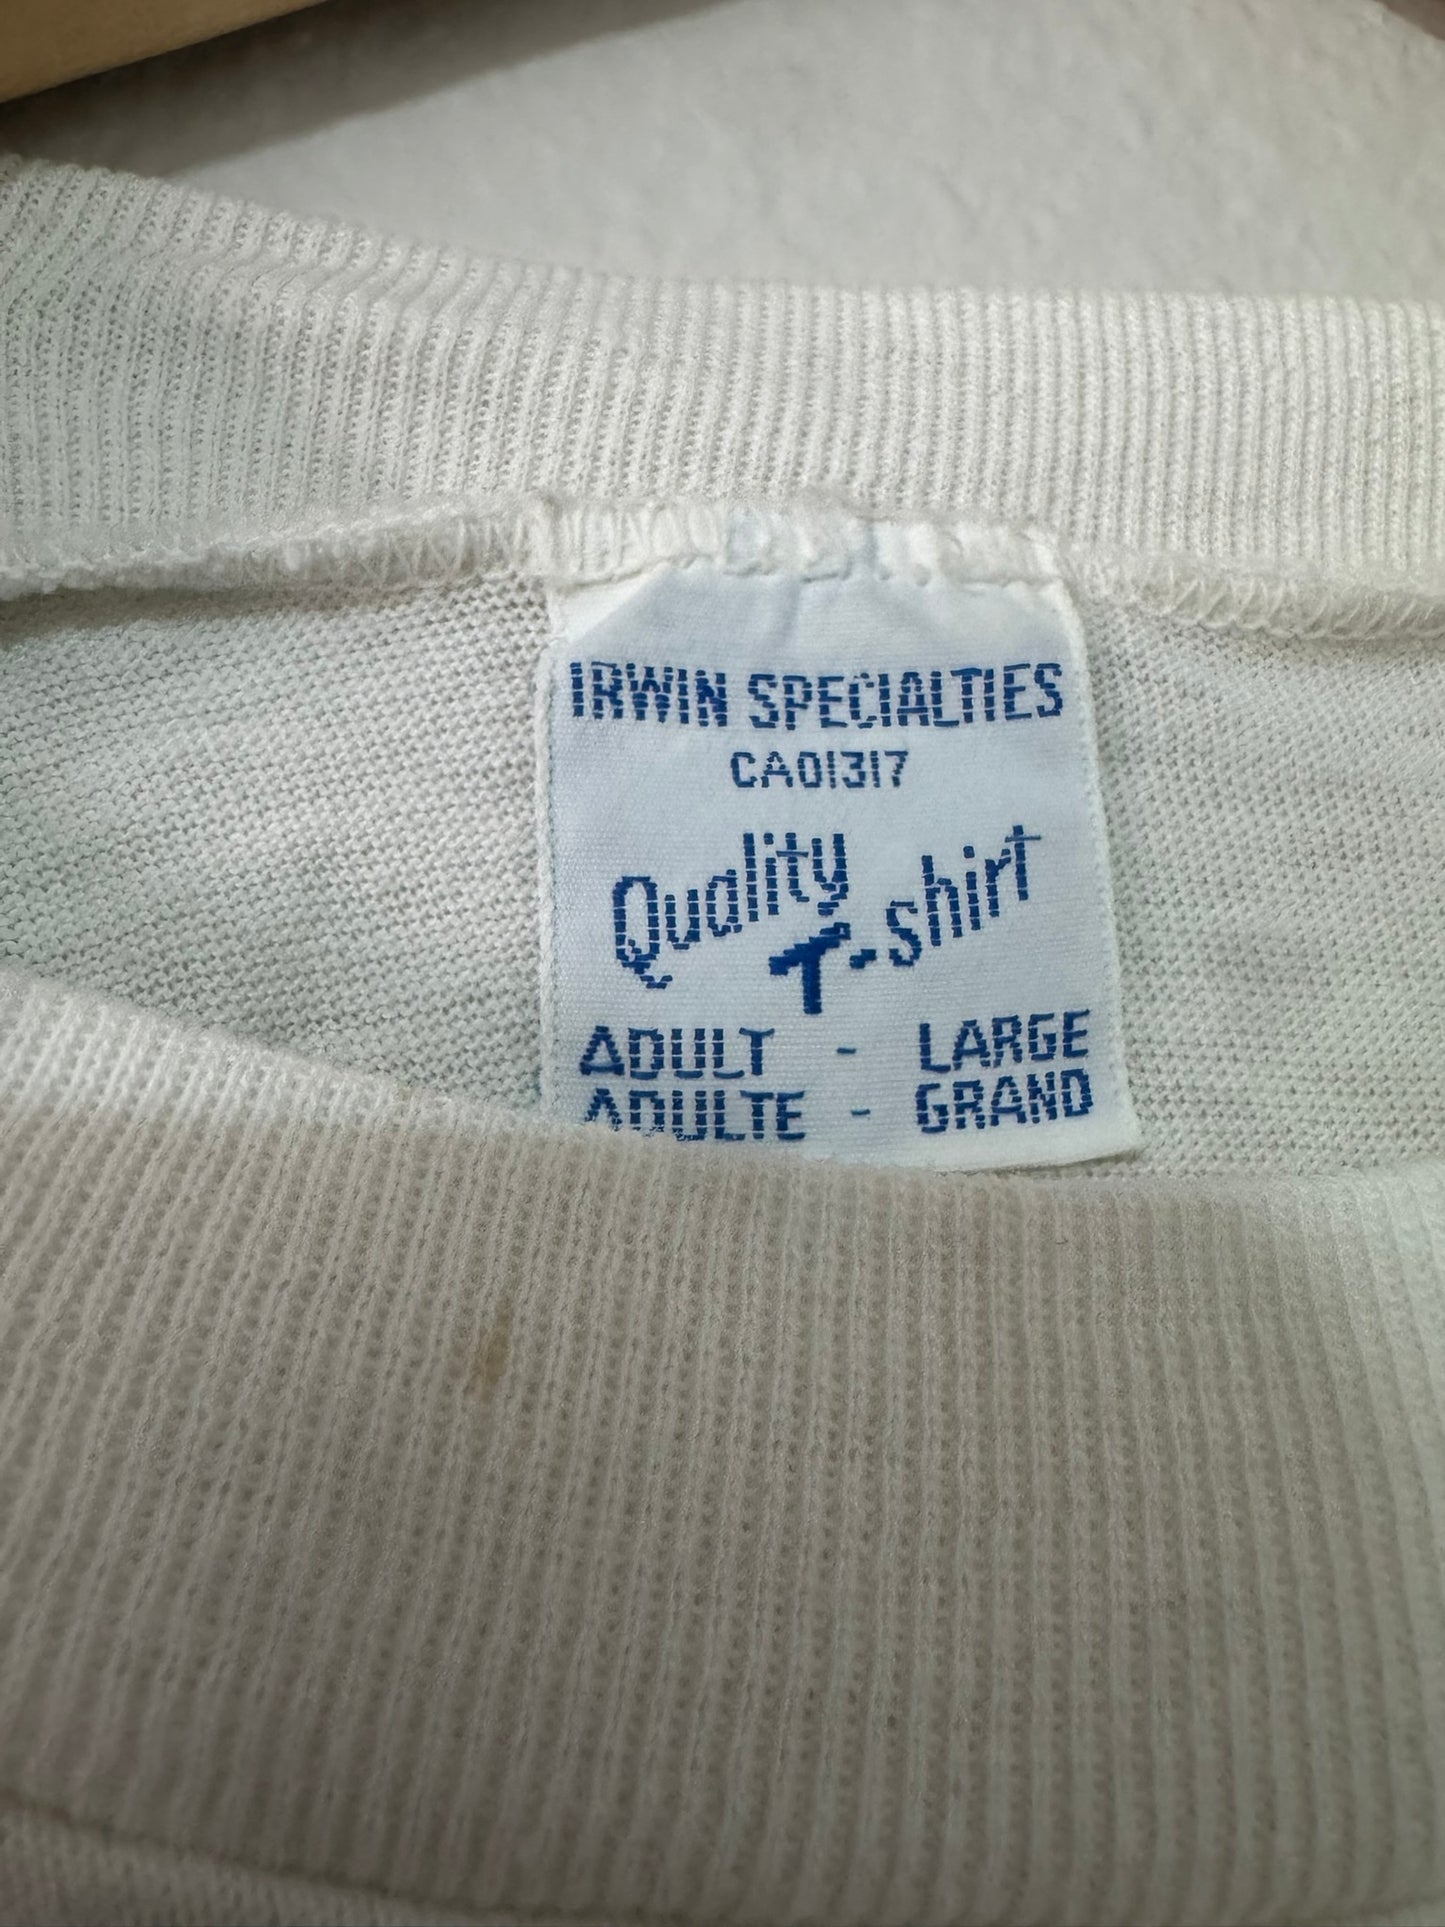 IRWIN SPECIALTIES
CA01317
Quality
T-shirt
ADULT - LARGE
ADULTE - GRAND